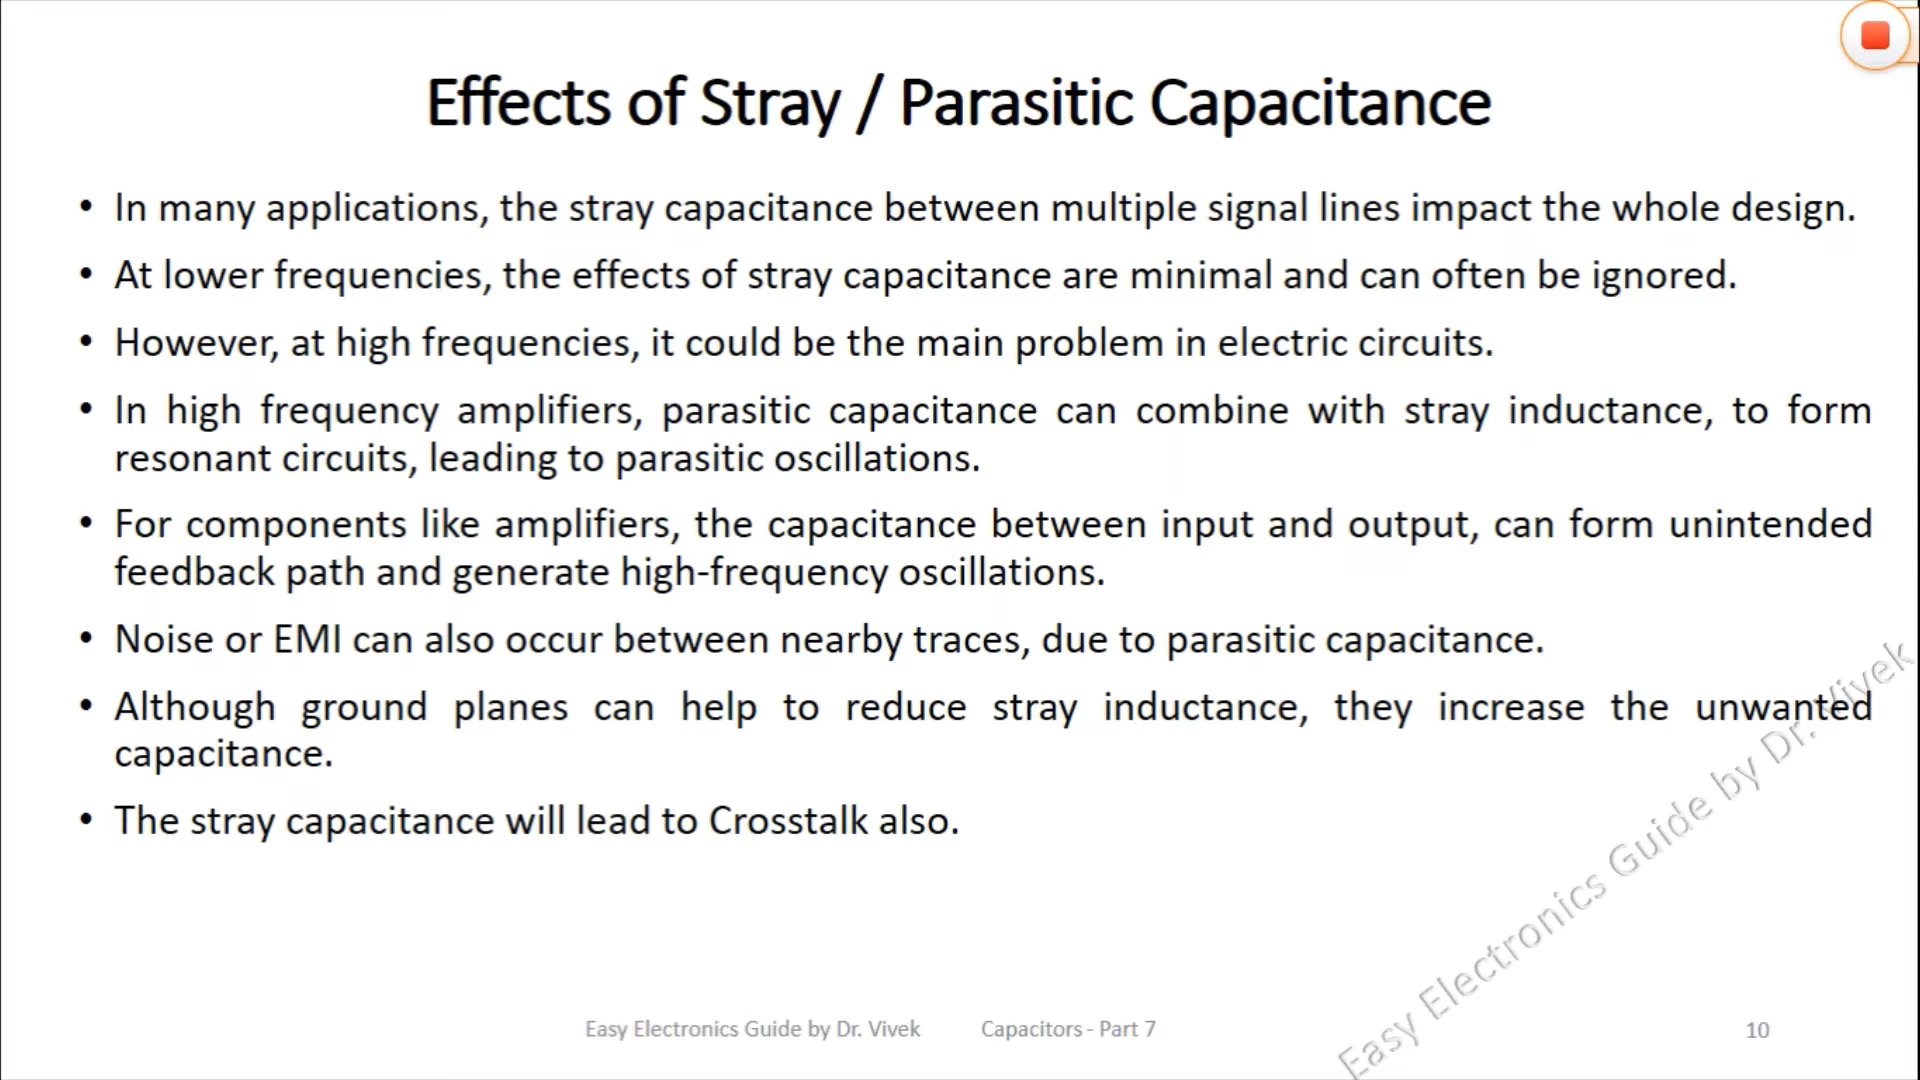 Effects of Stray / Parasitic Capacitance
• In many applications, the stray capacitance between multiple signal lines impact the whole design.
• At lower frequencies, the effects of stray capacitance are minimal and can often be ignored.
• However, at high frequencies, it could be the main problem in electric circuits.
• In high frequency amplifiers, parasitic capacitance can combine with stray inductance, to form
resonant circuits, leading to parasitic oscillations.
• For components like amplifiers, the capacitance between input and output, can form unintended
feedback path and generate high-frequency oscillations.
• Noise or EMI can also occur between nearby traces, due to parasitic capacitance.
• Although ground planes can help to reduce stray inductance, they increase the unwanted
capacitance.
• The stray capacitance will lead to Crosstalk also.
Easy Electronics Guide by Dr. Vivek
Easy Electronics Guide by Dr. Vivek Capacitors - Part 7 10